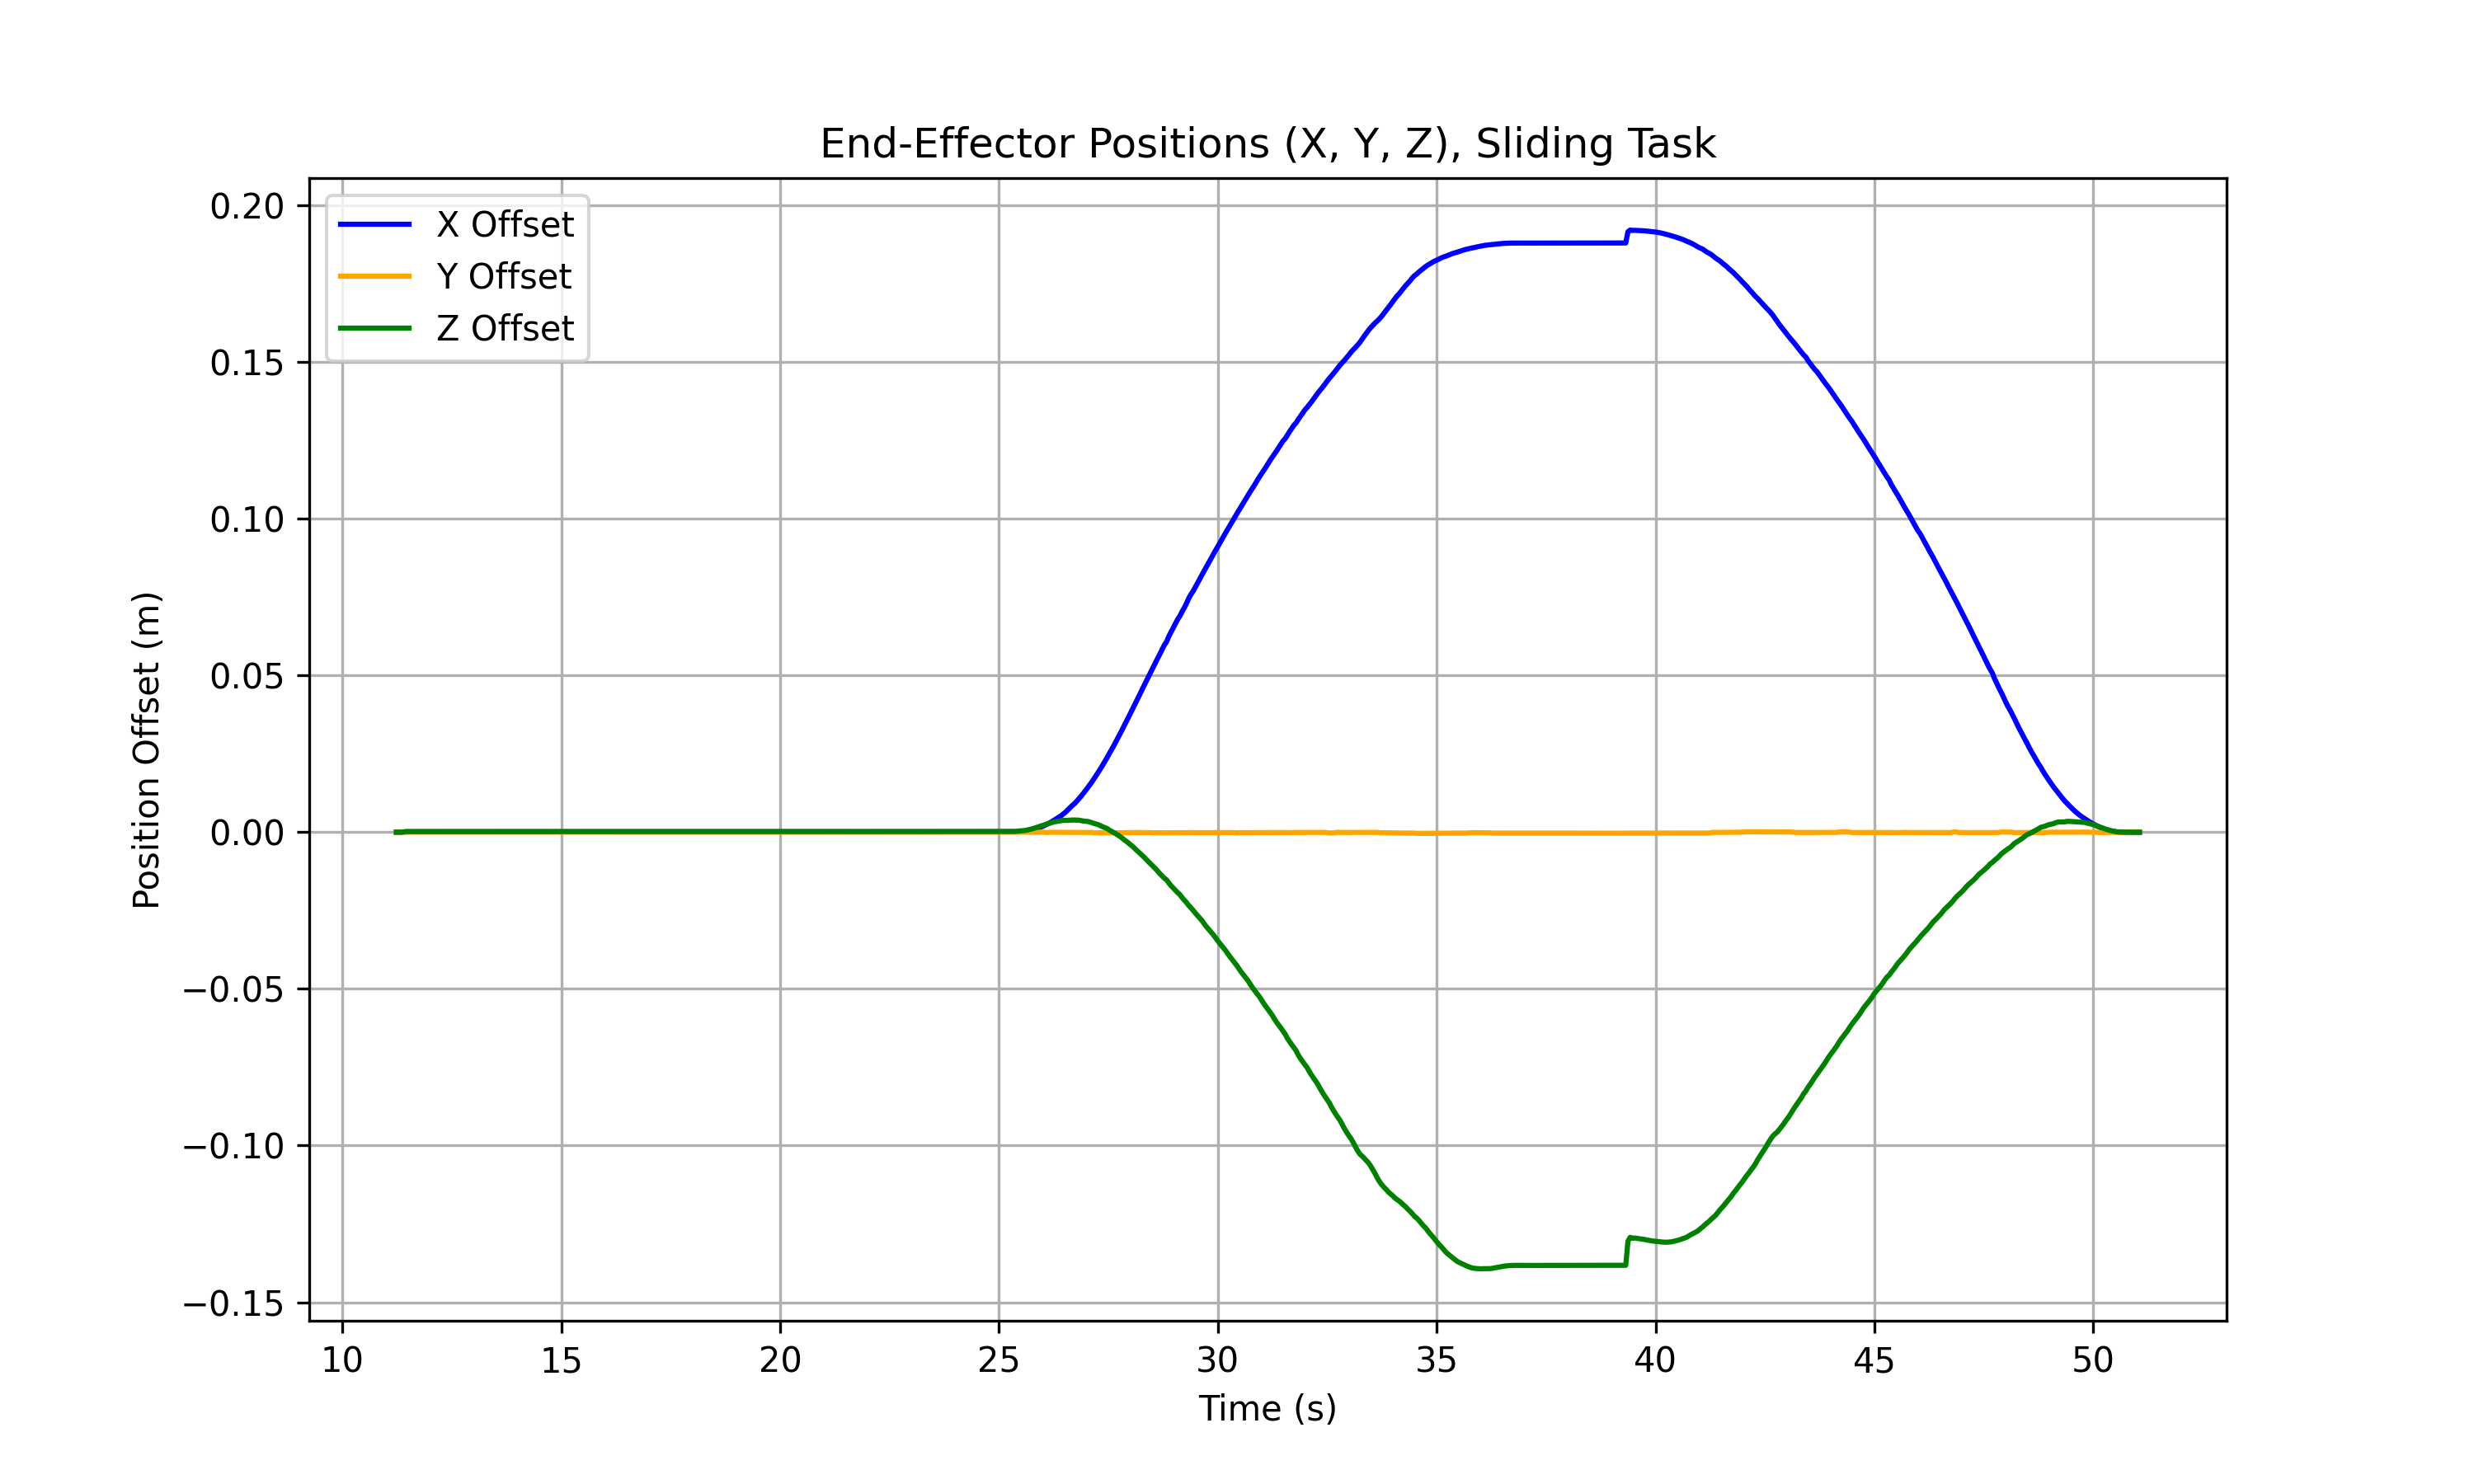 End-Effector Positions (X, Y, Z), Sliding Task
X Offset
Y Offset
Z Offset
Position Offset (m)
0.20
0.15
0.10
0.05
0.00
−0.05
−0.10
−0.15
10 15 20 25 30 35 40 45 50
Time (s)